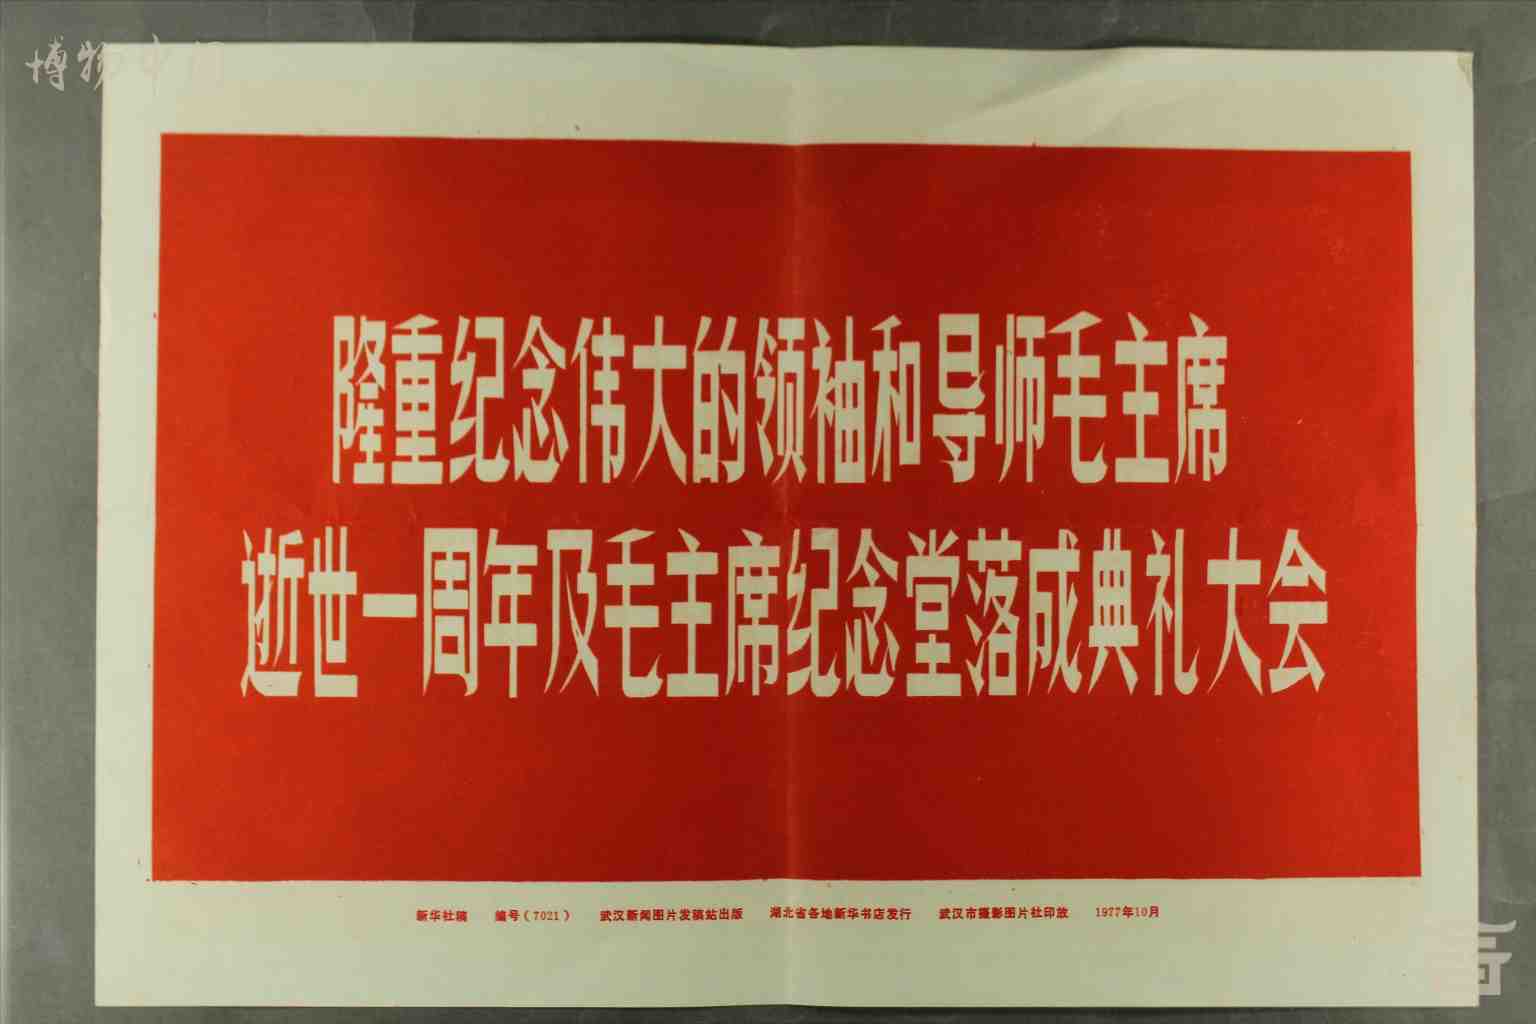 博物中国
隆重纪念伟大的领袖和导师毛主席
逝世一周年及毛主席纪念堂落成典礼大会
新华社稿 编号(7021) 武汉新闻图片发稿站出版 湖北省各地新华书店发行 武汉市摄影图片社印放 1977年10月